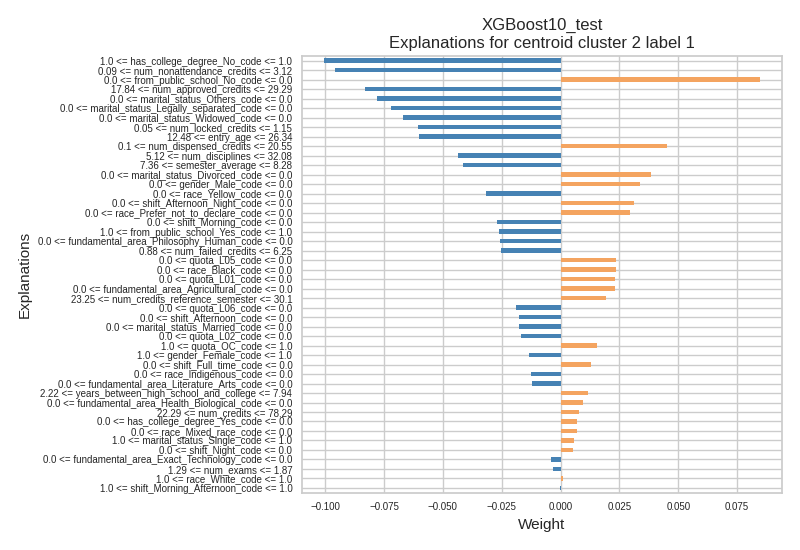 XGBoost10_test
Explanations for centroid cluster 2 label 1
1.0 <= has_college_degree_No_code <= 1.0
0.09 <= num_nonattendance_credits <= 3.12
0.0 <= from_public_school_No_code <= 0.0
17.84 <= num_approved_credits <= 29.29
0.0 <= marital_status_Others_code <= 0.0
0.0 <= marital_status_Legally_separated_code <= 0.0
0.0 <= marital_status_Widowed_code <= 0.0
0.05 <= num_locked_credits <= 1.15
12.48 <= entry_age <= 26.34
0.1 <= num_dispensed_credits <= 20.55
5.12 <= num_disciplines <= 32.08
7.36 <= semester_average <= 8.28
0.0 <= marital_status_Divorced_code <= 0.0
0.0 <= gender_Male_code <= 0.0
0.0 <= race_Yellow_code <= 0.0
0.0 <= shift_Afternoon_Night_code <= 0.0
0.0 <= race_Prefer_not_to_declare_code <= 0.0
0.0 <= shift_Morning_code <= 0.0
1.0 <= from_public_school_Yes_code <= 1.0
0.0 <= fundamental_area_Philosophy_Human_code <= 0.0
0.88 <= num_failed_credits <= 6.25
0.0 <= quota_L05_code <= 0.0
0.0 <= race_Black_code <= 0.0
0.0 <= quota_L01_code <= 0.0
0.0 <= fundamental_area_Agricultural_code <= 0.0
23.25 <= num_credits_reference_semester <= 30.1
0.0 <= quota_L06_code <= 0.0
0.0 <= shift_Afternoon_code <= 0.0
0.0 <= marital_status_Married_code <= 0.0
0.0 <= quota_L02_code <= 0.0
1.0 <= quota_OC_code <= 1.0
1.0 <= gender_Female_code <= 1.0
0.0 <= shift_Full_time_code <= 0.0
0.0 <= race_Indigenous_code <= 0.0
0.0 <= fundamental_area_Literature_Arts_code <= 0.0
2.22 <= years_between_high_school_and_college <= 7.94
0.0 <= fundamental_area_Health_Biological_code <= 0.0
22.29 <= num_credits <= 78.29
0.0 <= has_college_degree_Yes_code <= 0.0
0.0 <= race_Mixed_race_code <= 0.0
1.0 <= marital_status_Single_code <= 1.0
0.0 <= shift_Night_code <= 0.0
0.0 <= fundamental_area_Exact_Technology_code <= 0.0
1.29 <= num_exams <= 1.87
1.0 <= race_White_code <= 1.0
1.0 <= shift_Morning_Afternoon_code <= 1.0
Explanations
−0.100 −0.075 −0.050 −0.025 0.000 0.025 0.050 0.075
Weight